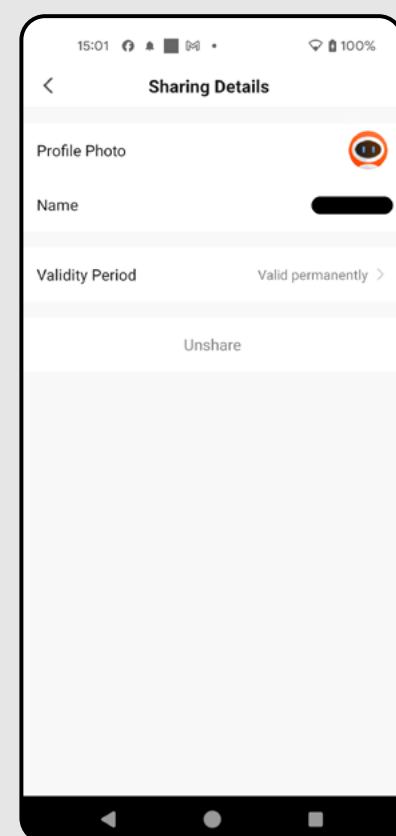 15:01 100%
Sharing Details
Profile Photo
Name
Validity Period Valid permanently
Unshare